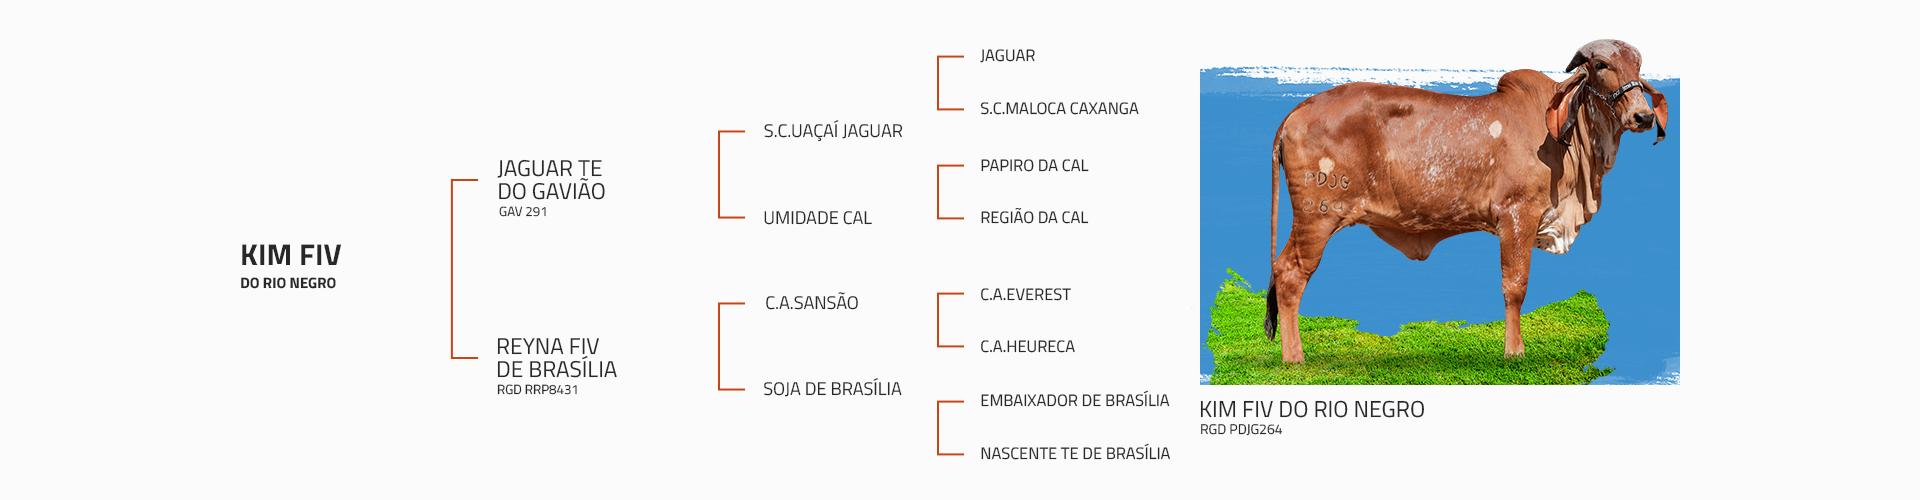 KIM FIV
DO RIO NEGRO
JAGUAR TE
DO GAVIÃO
GAV 291
REYNA FIV
DE BRASÍLIA
RGD RRP8431
S.C.UAÇAÍ JAGUAR
UMIDADE CAL
C.A.SANSÃO
SOJA DE BRASÍLIA
JAGUAR
S.C.MALOCA CAXANGA
PAPIRO DA CAL
REGIÃO DA CAL
C.A.EVEREST
C.A.HEURECA
EMBAIXADOR DE BRASÍLIA
NASCENTE TE DE BRASÍLIA
PDJG
264
KIM FIV DO RIO NEGRO
RGD PDJG264